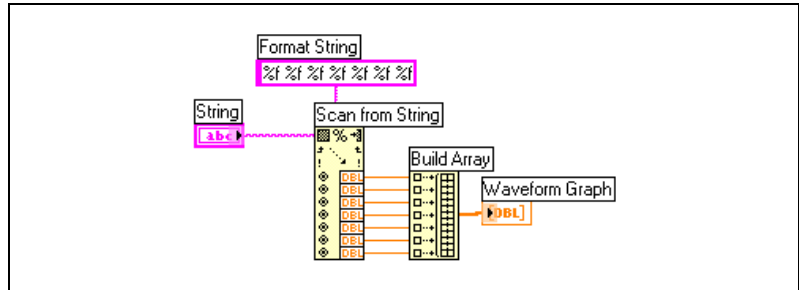 Format String
%f %f %f %f %f %f %f
String
abc
Scan from String
%
Build Array
DBL
DBL
DBL
DBL
DBL
DBL
DBL
Waveform Graph
[DBL]